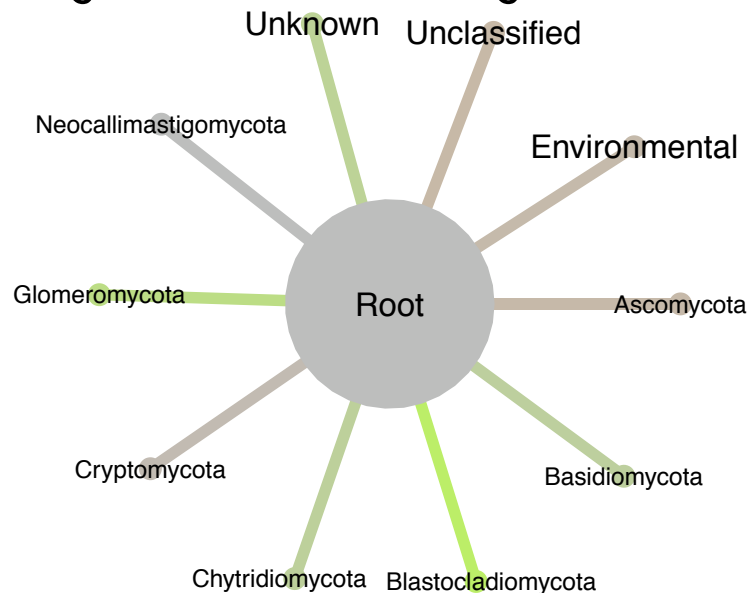 Unknown
Unclassified
Neocallimastigomycota
Environmental
Glomeromycota
Root
Ascomycota
Cryptomycota
Basidiomycota
Chytridiomycota
Blastocladiomycota